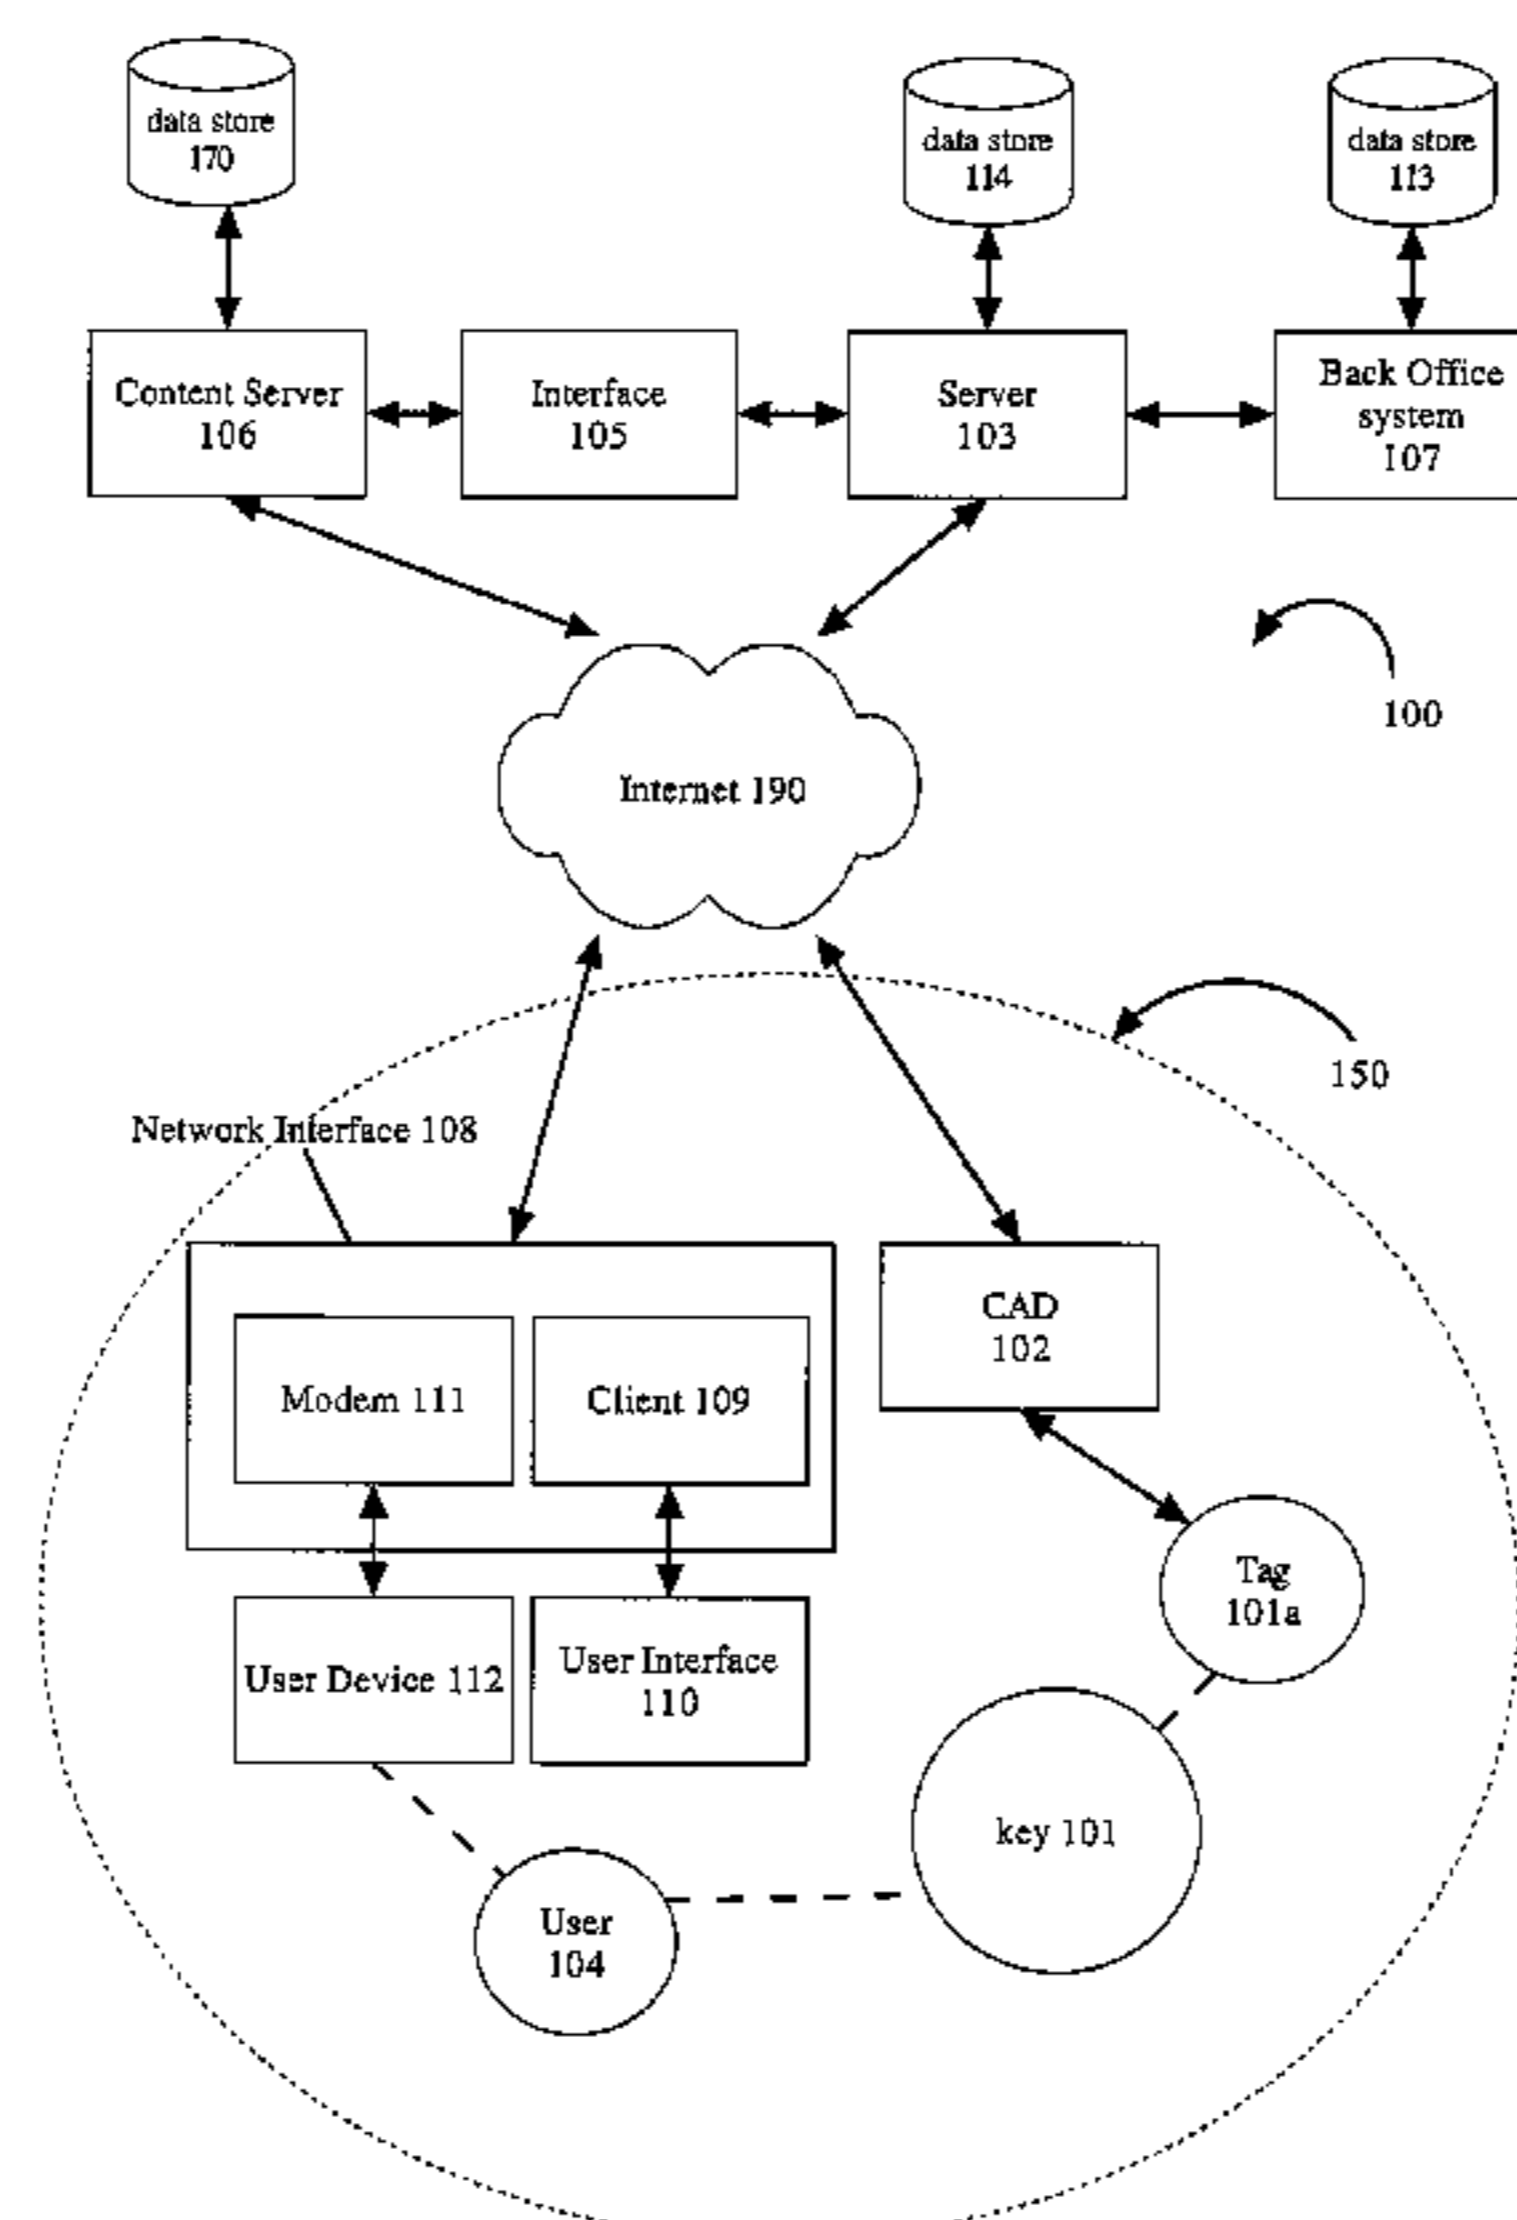 data store
170
data store
114
data store
113
Content Server
106
Interface
105
Server
103
Back Office
system
107
100
Internet 190
150
Network Interface 108
CAD
102
Modem 111
Client 109
Tag
101a
User Device 112
User Interface
110
key 101
User
104